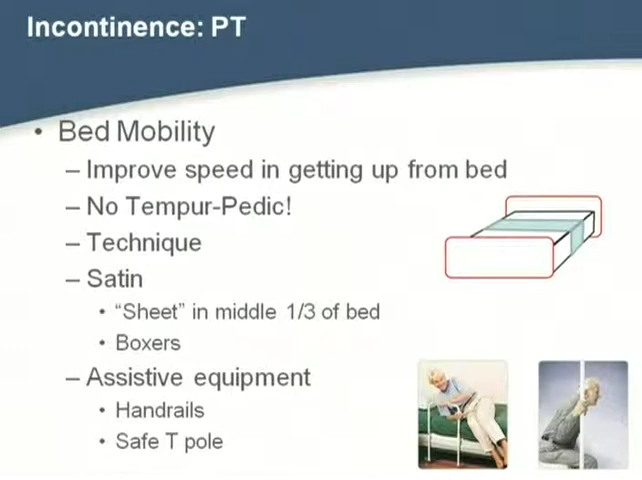 Incontinence: PT
• Bed Mobility
– Improve speed in getting up from bed
– No Tempur-Pedic!
– Technique
– Satin
• “Sheet” in middle 1/3 of bed
• Boxers
– Assistive equipment
• Handrails
• Safe T pole